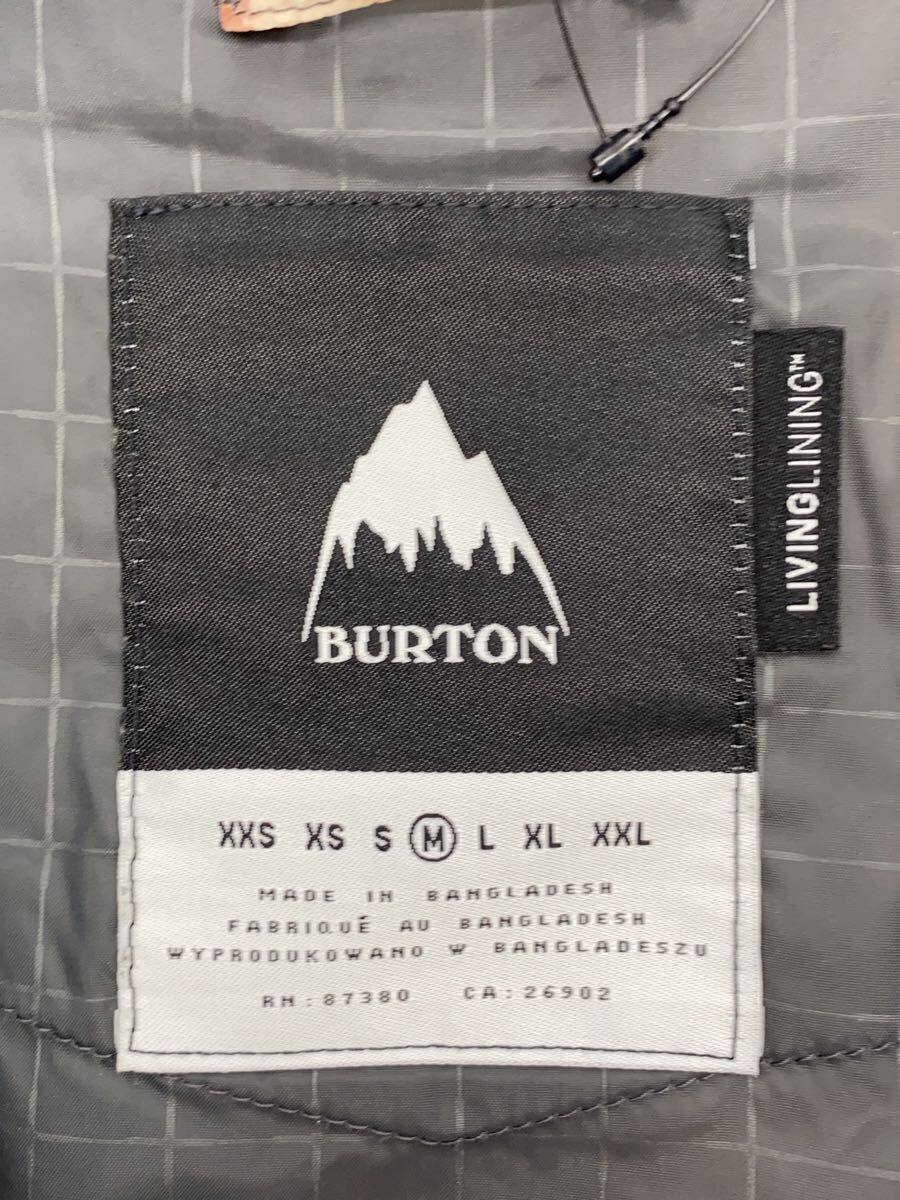 BURTON
LIVINGLINING™
XXS XS S M L XL XXL
MADE IN BANGLADESH
FABRIQUÉ AU BANGLADESH
WYPRODUKOWANO W BANGLADESZU
RN:87380 CA:26902